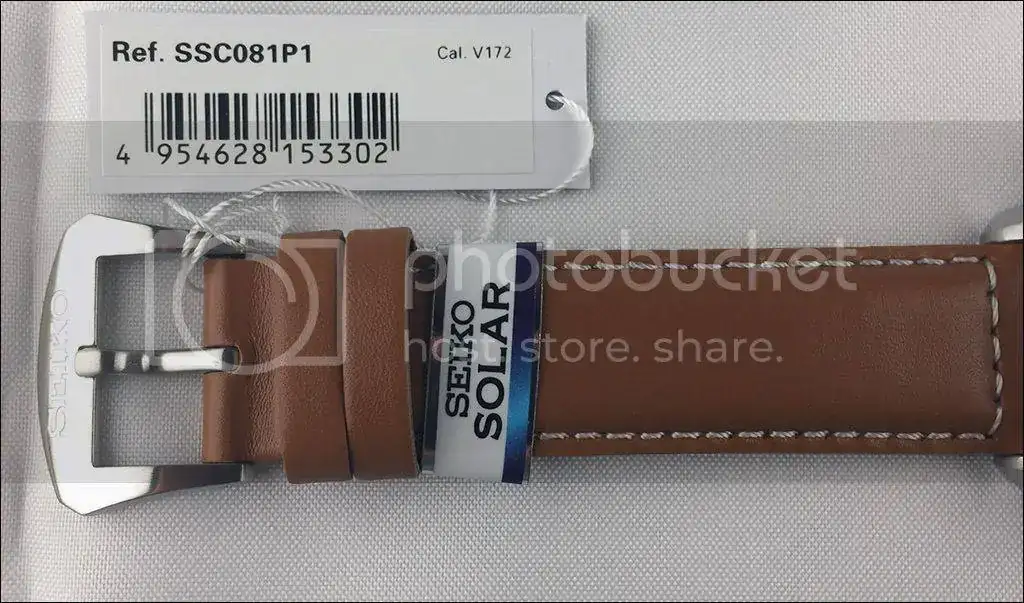 Ref. SSC081P1
Cal. V172
4 954628 153302
photobucket
host. store. share.
SEIKO
SEIKO
SOLAR